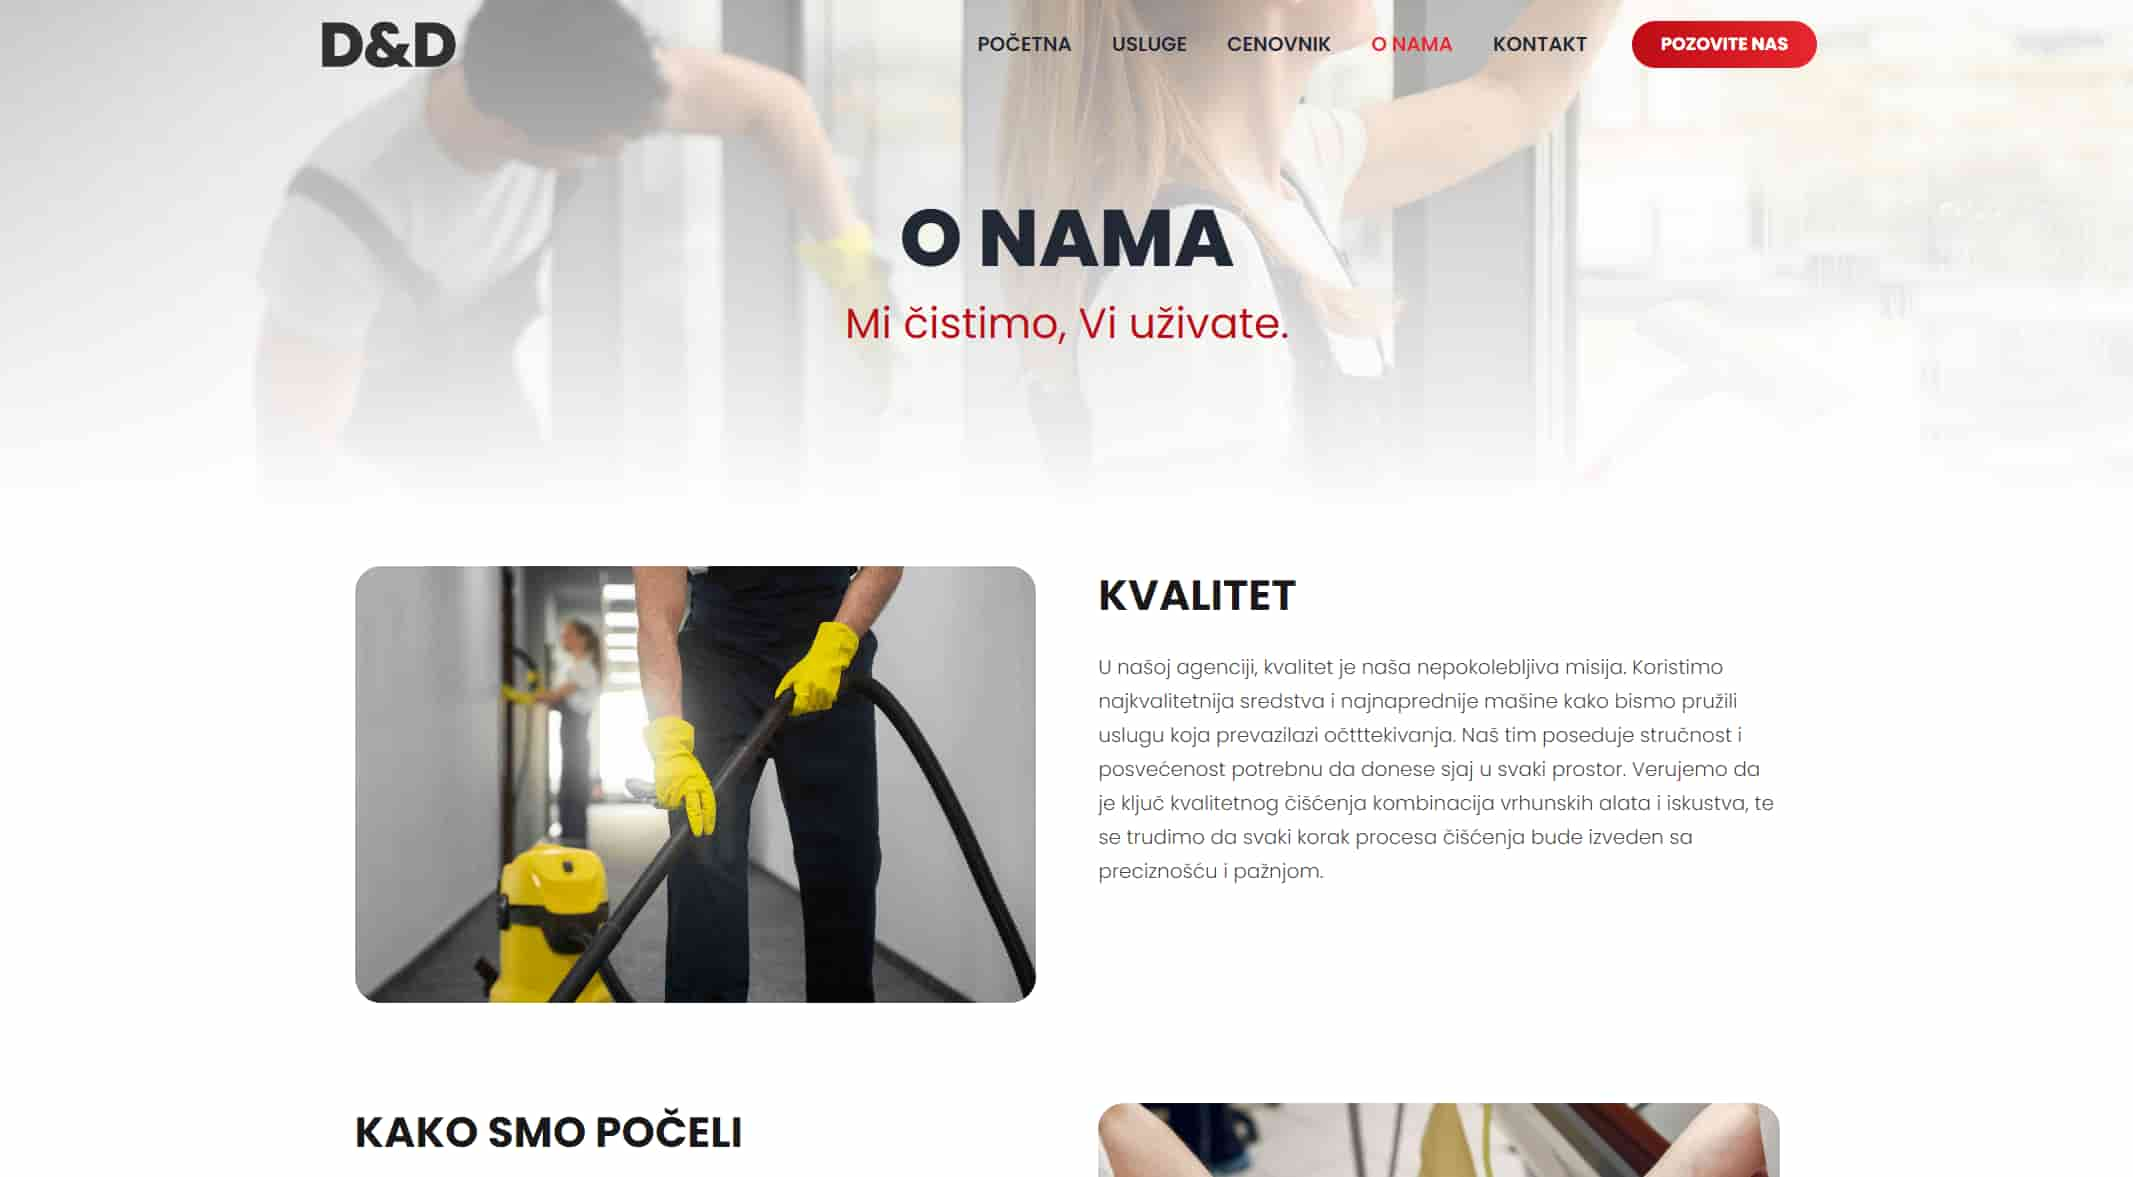 D&D
POČETNA USLUGE CENOVNIK O NAMA KONTAKT POZOVITE NAS
O NAMA
Mi čistimo, Vi uživate.
KVALITET
U našoj agenciji, kvalitet je naša nepokolebljiva misija. Koristimo
najkvalitetnija sredstva i najnaprednije mašine kako bismo pružili
uslugu koja prevazilazi očtttekivanja. Naš tim poseduje stručnost i
posvećenost potrebnu da donese sjaj u svaki prostor. Verujemo da
je ključ kvalitetnog čišćenja kombinacija vrhunskih alata i iskustva, te
se trudimo da svaki korak procesa čišćenja bude izveden sa
preciznošću i pažnjom.
KAKO SMO POČELI